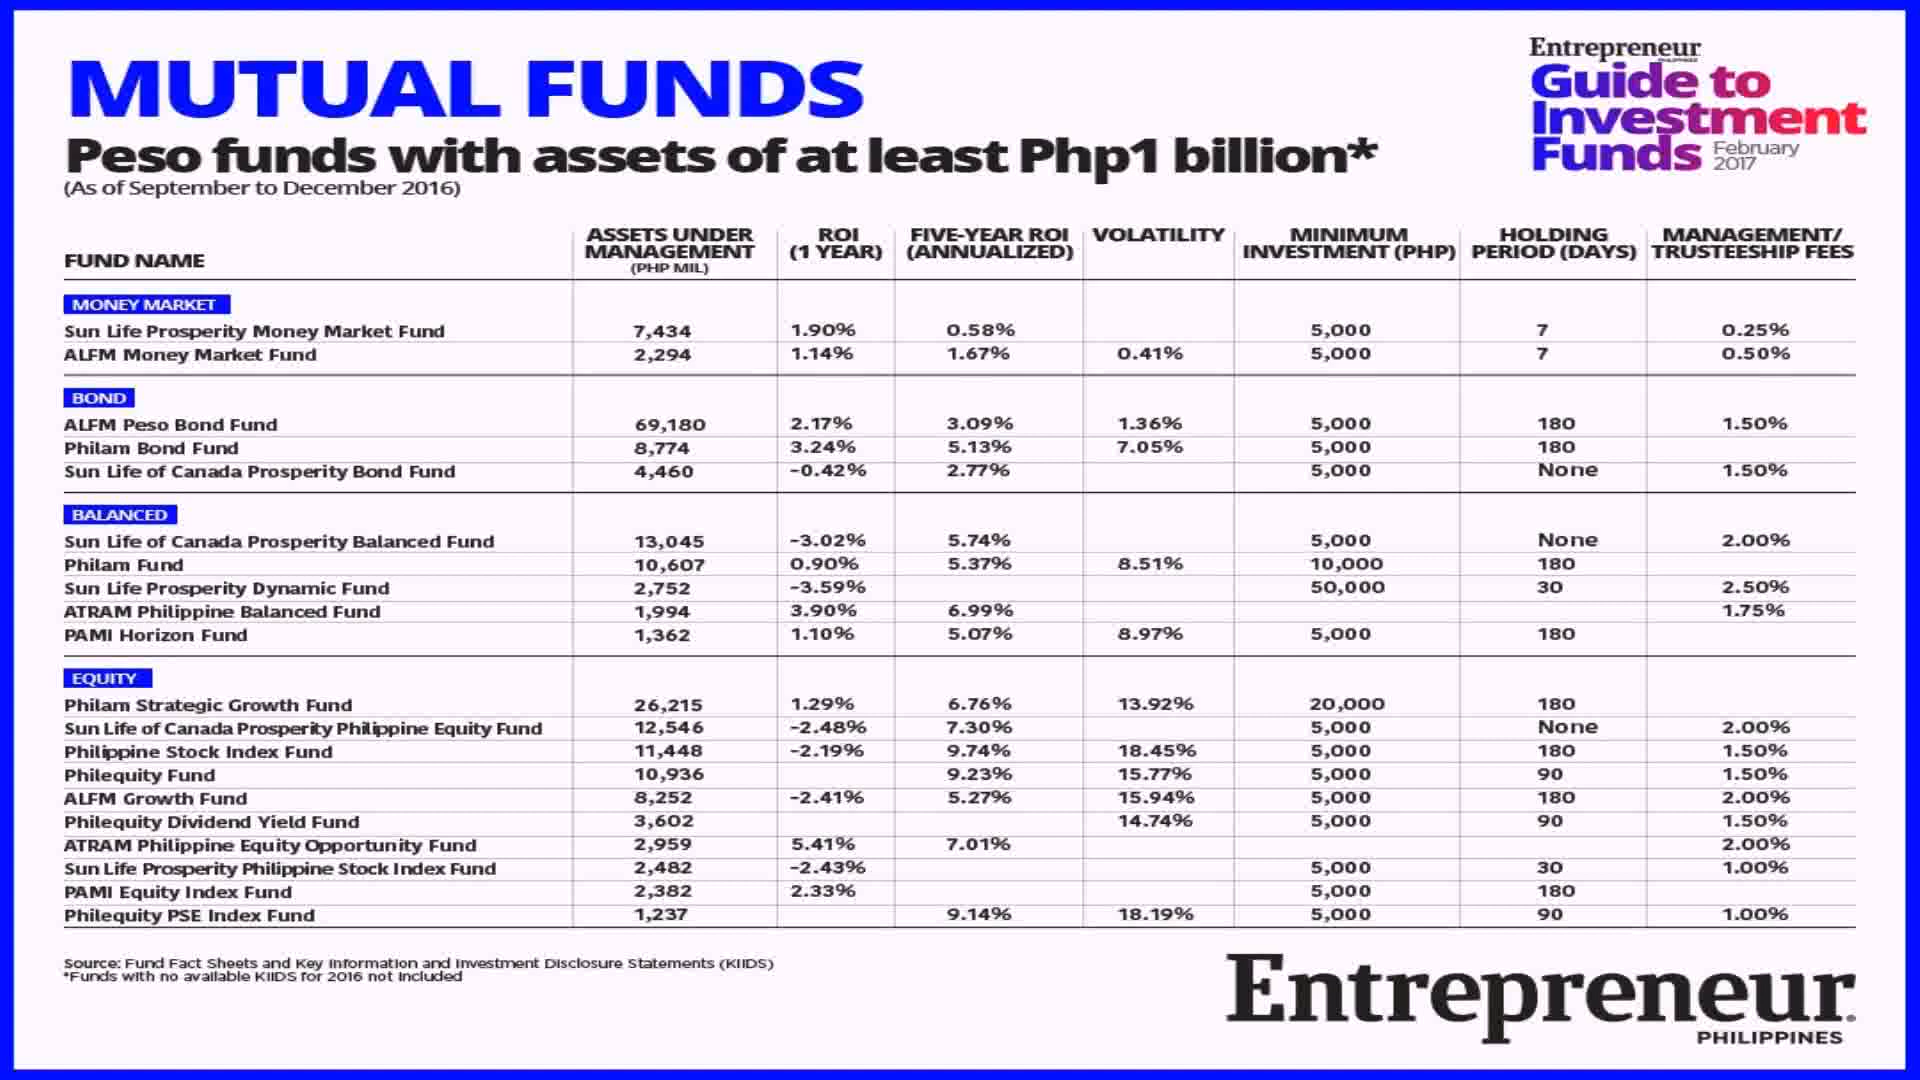 Entrepreneur
PHILIPPINES
Guide to
Investment
Funds February
2017
MUTUAL FUNDS
Peso funds with assets of at least Php1 billion*
(As of September to December 2016)
FUND NAME ASSETS UNDER MANAGEMENT (PHP MIL) ROI (1 YEAR) FIVE-YEAR ROI (ANNUALIZED) VOLATILITY MINIMUM INVESTMENT (PHP) HOLDING PERIOD (DAYS) MANAGEMENT/ TRUSTEESHIP FEES
MONEY MARKET
Sun Life Prosperity Money Market Fund 7,434 1.90% 0.58% 5,000 7 0.25%
ALFM Money Market Fund 2,294 1.14% 1.67% 0.41% 5,000 7 0.50%
BOND
ALFM Peso Bond Fund 69,180 2.17% 3.09% 1.36% 5,000 180 1.50%
Philam Bond Fund 8,774 3.24% 5.13% 7.05% 5,000 180
Sun Life of Canada Prosperity Bond Fund 4,460 -0.42% 2.77% 5,000 None 1.50%
BALANCED
Sun Life of Canada Prosperity Balanced Fund 13,045 -3.02% 5.74% 5,000 None 2.00%
Philam Fund 10,607 0.90% 5.37% 8.51% 10,000 180
Sun Life Prosperity Dynamic Fund 2,752 -3.59% 50,000 30 2.50%
ATRAM Philippine Balanced Fund 1,994 3.90% 6.99% 1.75%
PAMI Horizon Fund 1,362 1.10% 5.07% 8.97% 5,000 180
EQUITY
Philam Strategic Growth Fund 26,215 1.29% 6.76% 13.92% 20,000 180
Sun Life of Canada Prosperity Philippine Equity Fund 12,546 -2.48% 7.30% 5,000 None 2.00%
Philippine Stock Index Fund 11,448 -2.19% 9.74% 18.45% 5,000 180 1.50%
Philequity Fund 10,936 9.23% 15.77% 5,000 90 1.50%
ALFM Growth Fund 8,252 -2.41% 5.27% 15.94% 5,000 180 2.00%
Philequity Dividend Yield Fund 3,602 14.74% 5,000 90 1.50%
ATRAM Philippine Equity Opportunity Fund 2,959 5.41% 7.01% 2.00%
Sun Life Prosperity Philippine Stock Index Fund 2,482 -2.43% 5,000 30 1.00%
PAMI Equity Index Fund 2,382 2.33% 5,000 180
Philequity PSE Index Fund 1,237 9.14% 18.19% 5,000 90 1.00%
Source: Fund Fact Sheets and Key Information and Investment Disclosure Statements (KIIDS)
*Funds with no available KIIDS for 2016 not included
Entrepreneur
PHILIPPINES